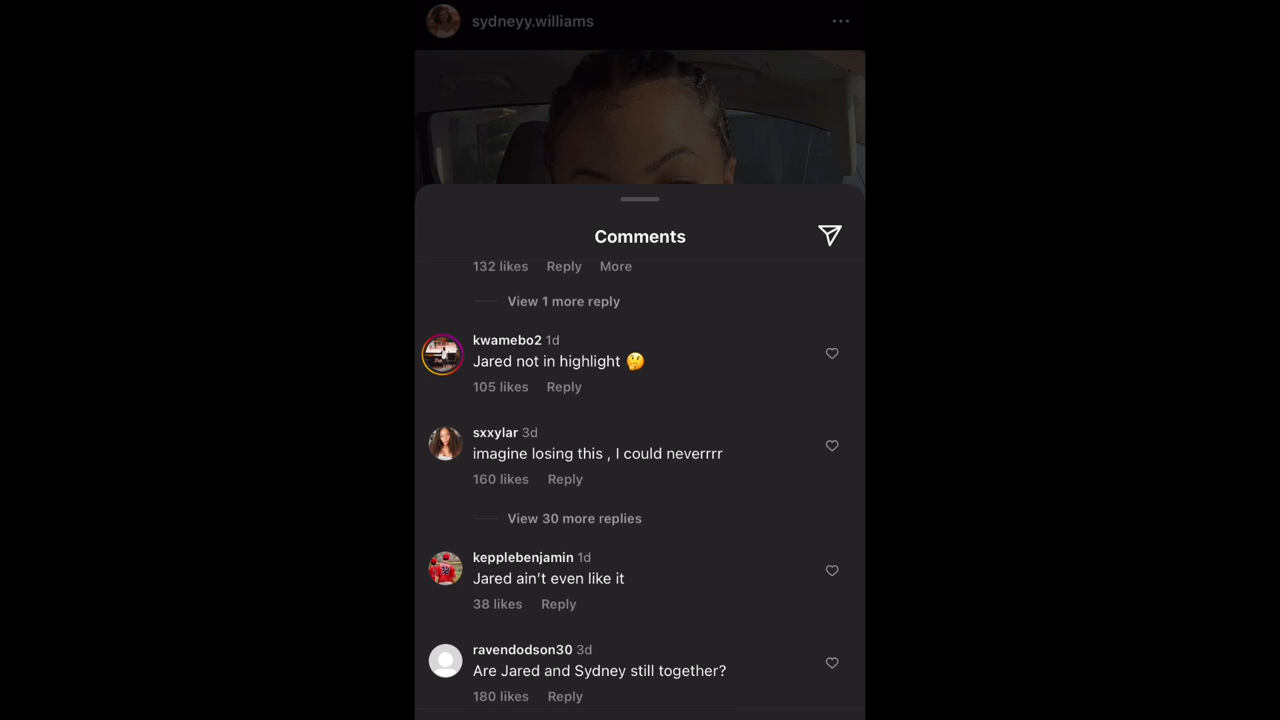 sydneyy.williams
Comments
132 likes Reply More
View 1 more reply
kwamebo2 1d
Jared not in highlight 🤔
105 likes Reply
sxxylar 3d
imagine losing this , I could neverrrr
160 likes Reply
View 30 more replies
kepplebenjamin 1d
Jared ain't even like it
38 likes Reply
ravendodson30 3d
Are Jared and Sydney still together?
180 likes Reply